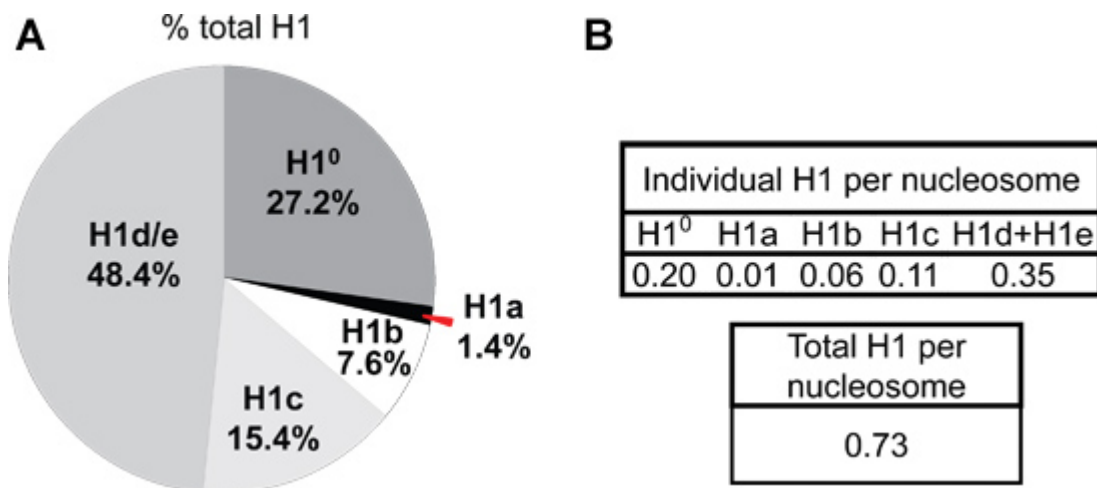 A
% total H1
H1⁰
27.2%
H1d/e
48.4%
H1a
1.4%
H1b
7.6%
H1c
15.4%
B
Individual H1 per nucleosome
H1⁰ H1a H1b H1c H1d+H1e
0.20 0.01 0.06 0.11 0.35
Total H1 per
nucleosome
0.73